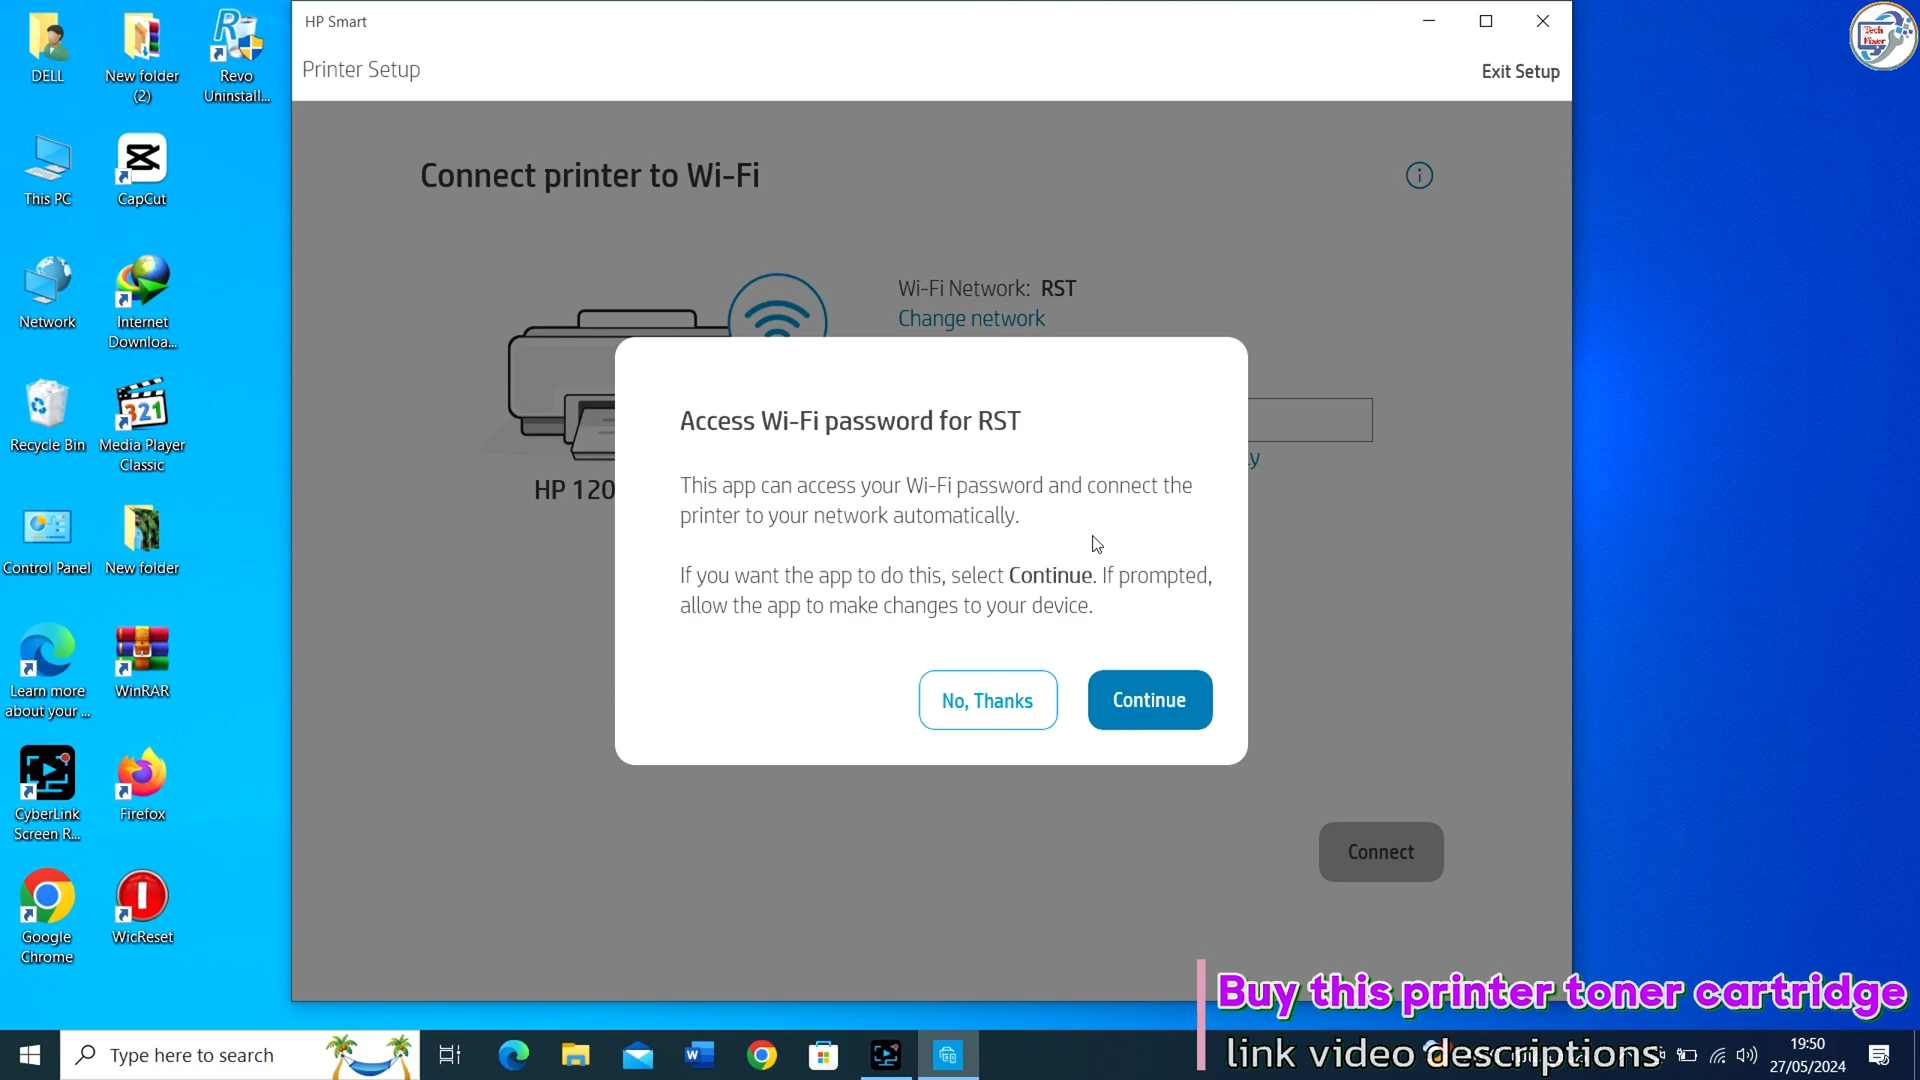 HP Smart
Printer Setup
Exit Setup
Connect printer to Wi-Fi
Wi-Fi Network: RST
Change network
HP 120
Access Wi-Fi password for RST
This app can access your Wi-Fi password and connect the
printer to your network automatically.
If you want the app to do this, select Continue. If prompted,
allow the app to make changes to your device.
No, Thanks
Continue
Connect
DELL
New folder
(2)
Revo
Uninstall...
This PC
CapCut
Network
Internet
Downloa...
Recycle Bin
Media Player
Classic
321
Control Panel
New folder
Learn more
about your ...
WinRAR
CyberLink
Screen R...
Firefox
Google
Chrome
WicReset
Tech
Fixer
Buy this printer toner cartridge
link video descriptions
Type here to search
19:50
27/05/2024